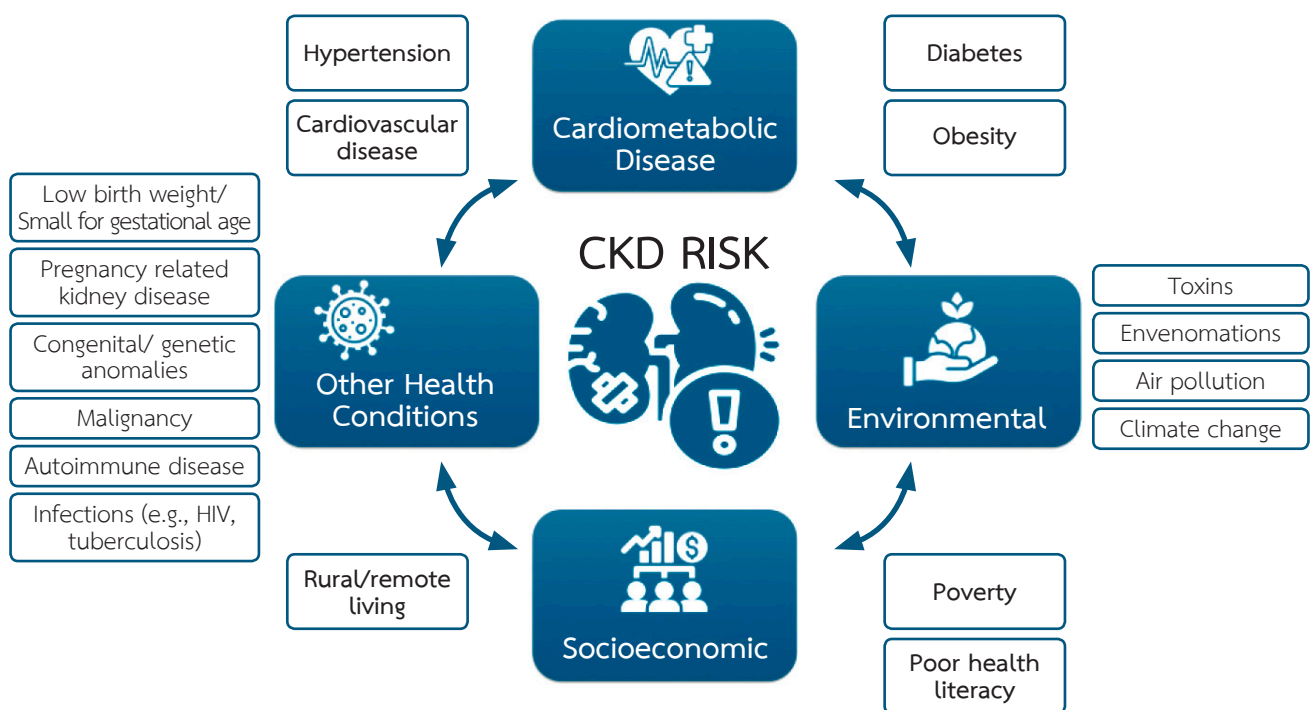 Hypertension
Cardiovascular
disease
Cardiometabolic
Disease
Diabetes
Obesity
Low birth weight/
Small for gestational age
Pregnancy related
kidney disease
Congenital/ genetic
anomalies
Malignancy
Autoimmune disease
Infections (e.g., HIV,
tuberculosis)
Other Health
Conditions
CKD RISK
Environmental
Toxins
Envenomations
Air pollution
Climate change
Rural/remote
living
$
Socioeconomic
Poverty
Poor health
literacy